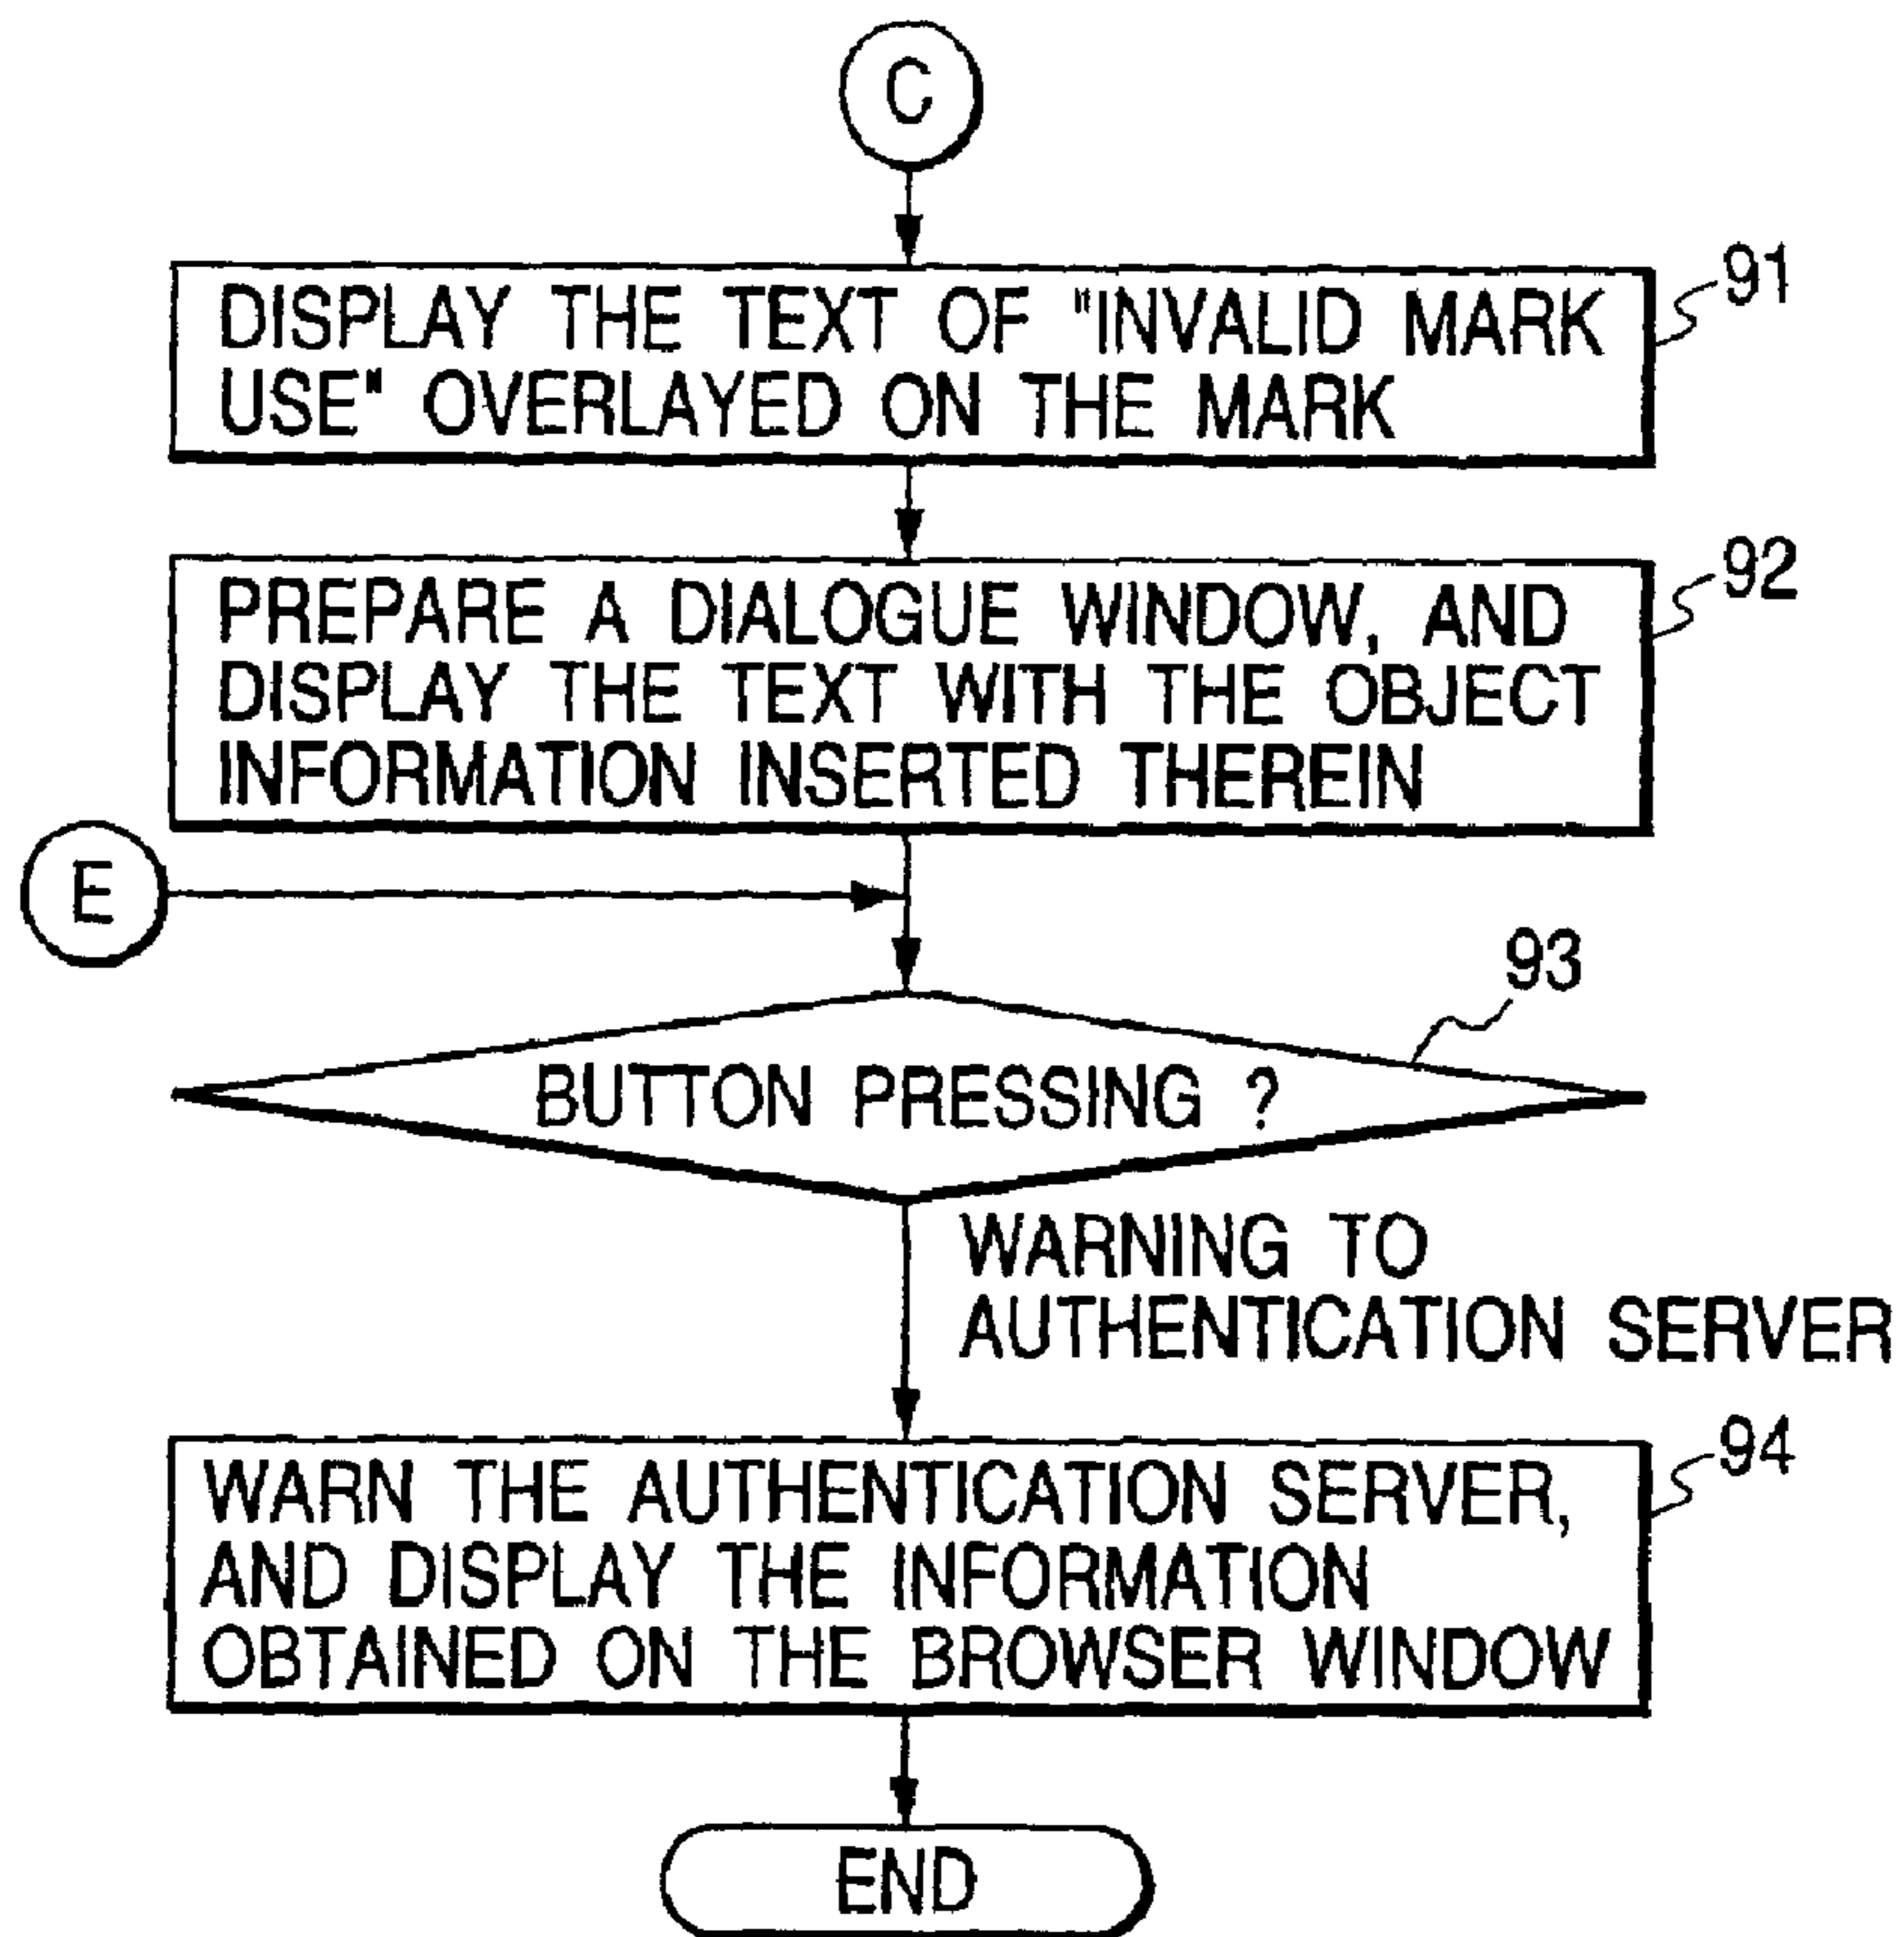 C
91
DISPLAY THE TEXT OF "INVALID MARK
USE" OVERLAYED ON THE MARK
92
PREPARE A DIALOGUE WINDOW, AND
DISPLAY THE TEXT WITH THE OBJECT
INFORMATION INSERTED THEREIN
E
93
BUTTON PRESSING ?
WARNING TO
AUTHENTICATION SERVER
94
WARN THE AUTHENTICATION SERVER,
AND DISPLAY THE INFORMATION
OBTAINED ON THE BROWSER WINDOW
END